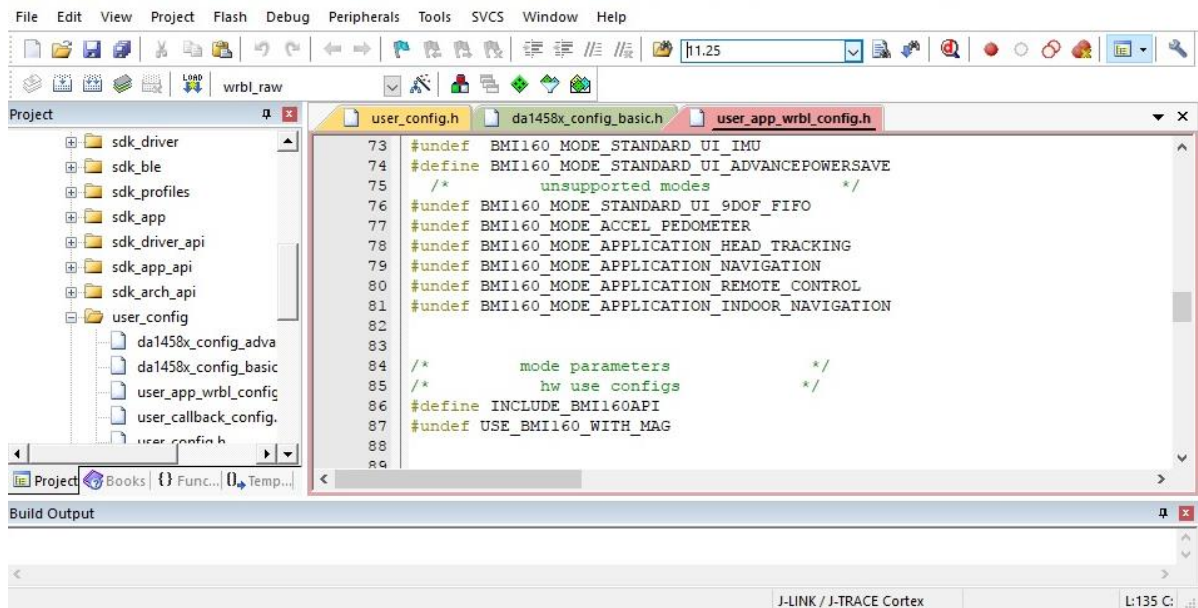 File Edit View Project Flash Debug Peripherals Tools SVCS Window Help
11.25
LOAD wrbl_raw
Project
sdk_driver
sdk_ble
sdk_profiles
sdk_app
sdk_driver_api
sdk_app_api
sdk_arch_api
user_config
da1458x_config_adva
da1458x_config_basic
user_app_wrbl_config
user_callback_config.
user_config.h
Project Books {} Func... Temp...
user_config.h da1458x_config_basic.h user_app_wrbl_config.h
73 #undef  BMI160_MODE_STANDARD_UI_IMU
74 #define BMI160_MODE_STANDARD_UI_ADVANCEPOWERSAVE
75 /* unsupported modes */
76 #undef BMI160_MODE_STANDARD_UI_9DOF_FIFO
77 #undef BMI160_MODE_ACCEL_PEDOMETER
78 #undef BMI160_MODE_APPLICATION_HEAD_TRACKING
79 #undef BMI160_MODE_APPLICATION_NAVIGATION
80 #undef BMI160_MODE_APPLICATION_REMOTE_CONTROL
81 #undef BMI160_MODE_APPLICATION_INDOOR_NAVIGATION
82
83
84 /* mode parameters */
85 /* hw use configs */
86 #define INCLUDE_BMI160API
87 #undef USE_BMI160_WITH_MAG
88
89
Build Output
J-LINK / J-TRACE Cortex L:135 C: